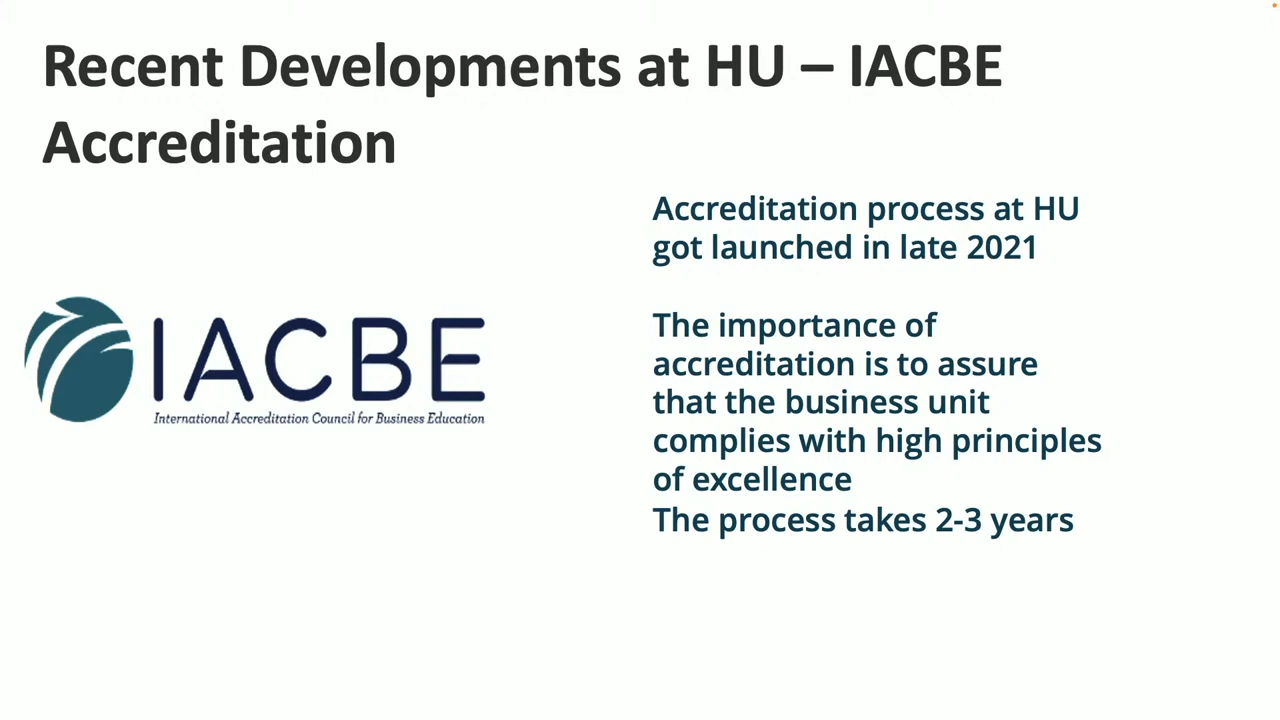 Recent Developments at HU – IACBE
Accreditation
Accreditation process at HU
got launched in late 2021
The importance of
accreditation is to assure
that the business unit
complies with high principles
of excellence
The process takes 2-3 years
IACBE
International Accreditation Council for Business Education